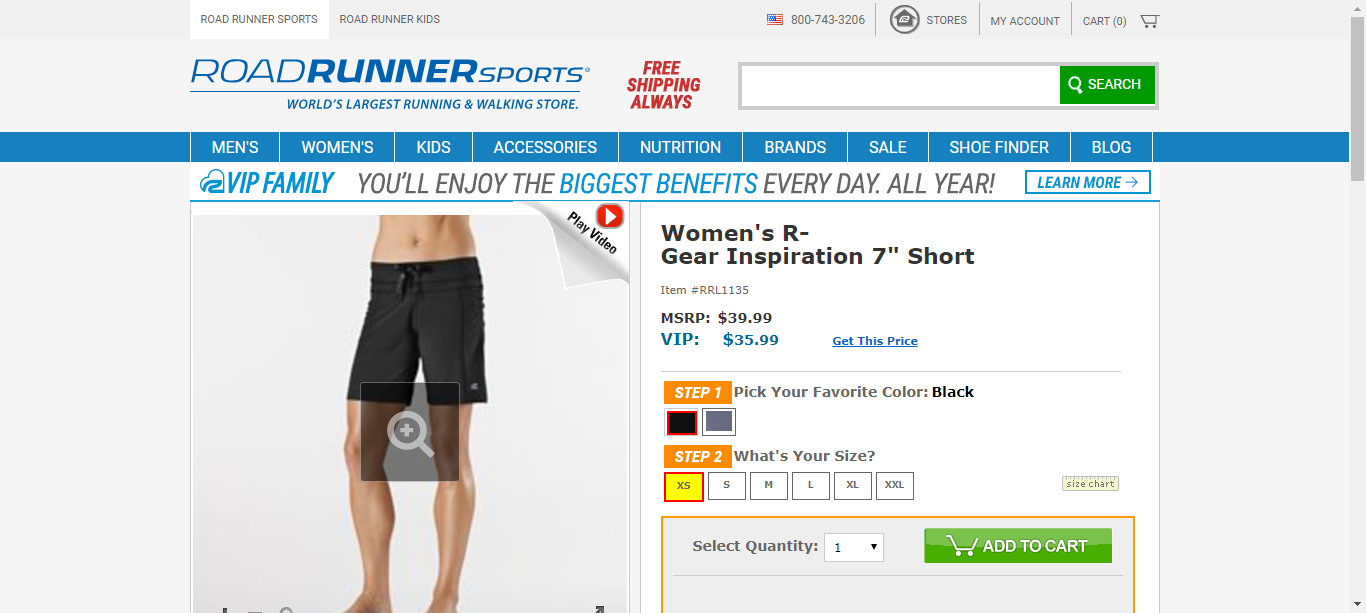 ROAD RUNNER SPORTS
ROAD RUNNER KIDS
800-743-3206
STORES
MY ACCOUNT
CART (0)
ROADRUNNERSPORTS®
WORLD'S LARGEST RUNNING & WALKING STORE.
FREE
SHIPPING
ALWAYS
SEARCH
MEN'S
WOMEN'S
KIDS
ACCESSORIES
NUTRITION
BRANDS
SALE
SHOE FINDER
BLOG
VIP FAMILY
YOU'LL ENJOY THE BIGGEST BENEFITS EVERY DAY. ALL YEAR!
LEARN MORE →
Play Video
Women's R-
Gear Inspiration 7" Short
Item #RRL1135
MSRP: $39.99
VIP: $35.99
Get This Price
STEP 1 Pick Your Favorite Color: Black
STEP 2 What's Your Size?
XS
S
M
L
XL
XXL
size chart
Select Quantity:
1
ADD TO CART